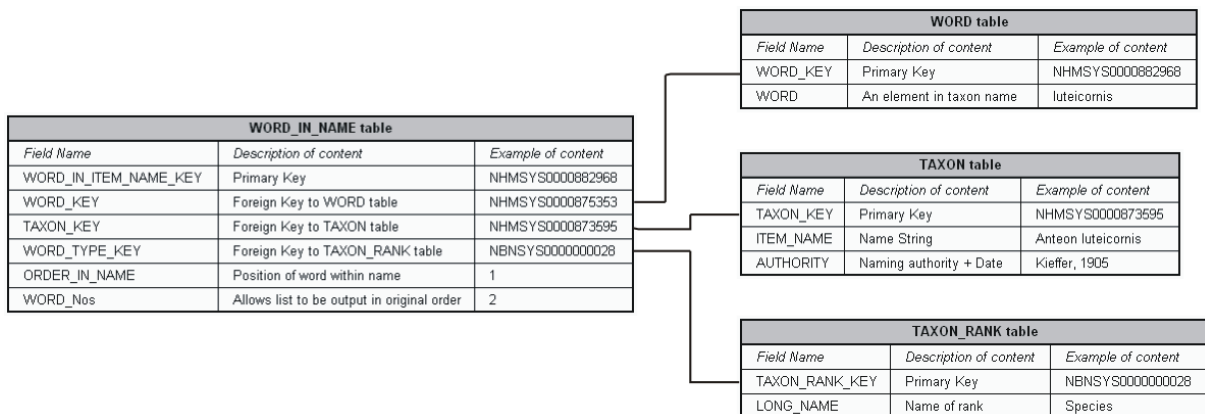 WORD table
Field Name Description of content Example of content
WORD_KEY Primary Key NHMSYS0000882968
WORD An element in taxon name luteicornis
WORD_IN_NAME table
Field Name Description of content Example of content
WORD_IN_ITEM_NAME_KEY Primary Key NHMSYS0000882968
WORD_KEY Foreign Key to WORD table NHMSYS0000875353
TAXON_KEY Foreign Key to TAXON table NHMSYS0000873595
WORD_TYPE_KEY Foreign Key to TAXON_RANK table NBNSYS0000000028
ORDER_IN_NAME Position of word within name 1
WORD_Nos Allows list to be output in original order 2
TAXON table
Field Name Description of content Example of content
TAXON_KEY Primary Key NHMSYS0000873595
ITEM_NAME Name String Anteon luteicornis
AUTHORITY Naming authority + Date Kieffer, 1905
TAXON_RANK table
Field Name Description of content Example of content
TAXON_RANK_KEY Primary Key NBNSYS0000000028
LONG_NAME Name of rank Species